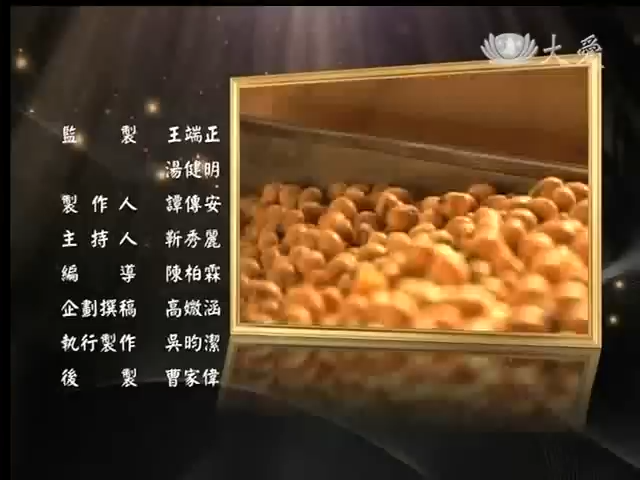 大愛
監製 王端正
湯健明
製作人 譚傳安
主持人 靳秀麗
編導 陳柏霖
企劃撰稿 高媺涵
執行製作 吳昀潔
後製 曹家偉